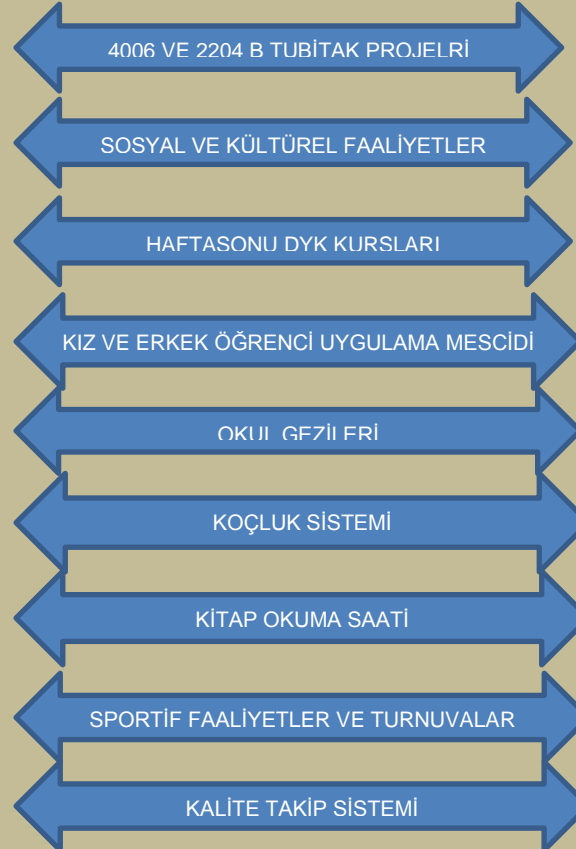 4006 VE 2204 B TUBİTAK PROJELRİ
SOSYAL VE KÜLTÜREL FAALİYETLER
HAFTASONU DYK KURSLARI
KIZ VE ERKEK ÖĞRENCİ UYGULAMA MESCİDİ
OKUL GEZİLERİ
KOÇLUK SİSTEMİ
KİTAP OKUMA SAATİ
SPORTİF FAALİYETLER VE TURNUVALAR
KALİTE TAKİP SİSTEMİ